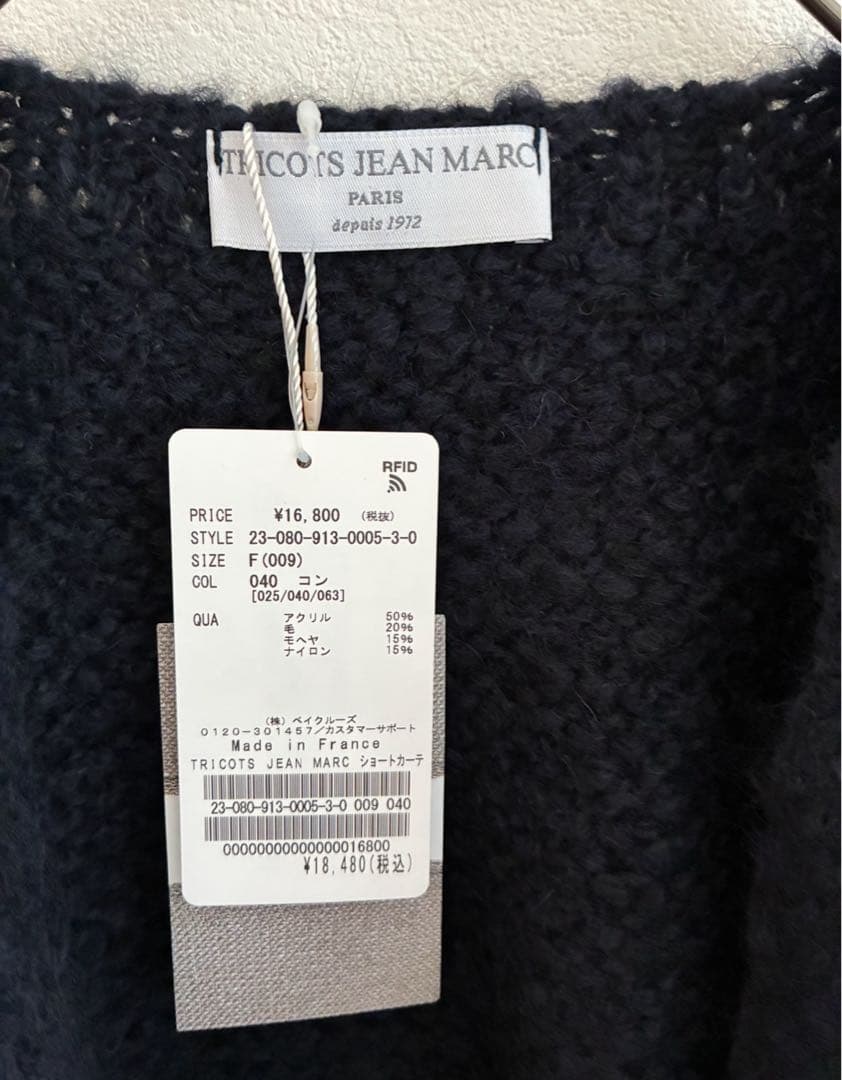 TRICOTS JEAN MARC
PARIS
depuis 1972
RFID
PRICE ¥16,800 (税抜)
STYLE 23-080-913-0005-3-0
SIZE F(009)
COL 040 コン
[025/040/063]
QUA アクリル 50%
毛 20%
モヘヤ 15%
ナイロン 15%
(株) ベイクルーズ
0120-301457/カスタマーサポート
Made in France
TRICOTS JEAN MARC ショートカーデ
23-080-913-0005-3-0 009 040
00000000000000016800
¥18,480(税込)